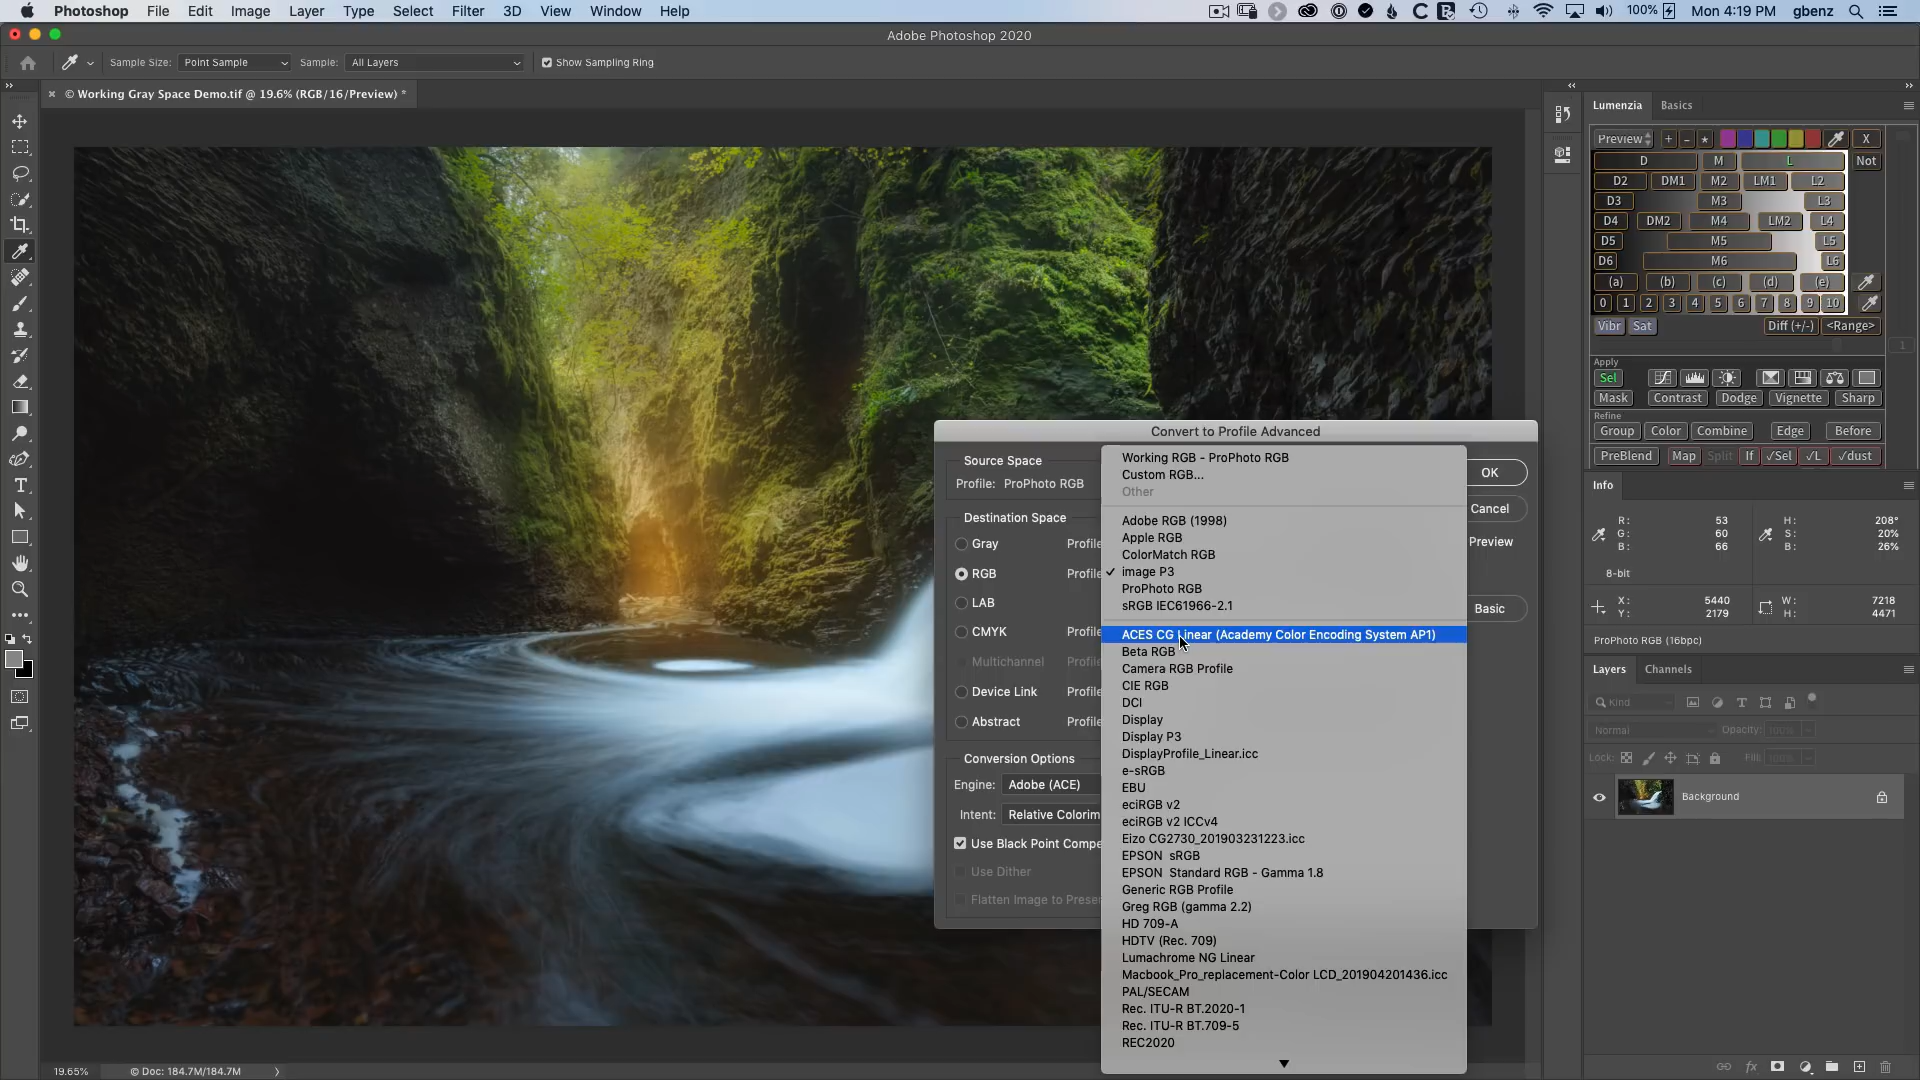 Photoshop File Edit Image Layer Type Select Filter 3D View Window Help 100% Mon 4:19 PM gbenz
Adobe Photoshop 2020
Sample Size: Point Sample Sample: All Layers Show Sampling Ring
© Working Gray Space Demo.tif @ 19.6% (RGB/16/Preview) *
Convert to Profile Advanced
Source Space
Profile: ProPhoto RGB
Destination Space
Gray Profile
RGB Profile
LAB
CMYK Profile
Multichannel Profile
Device Link Profile
Abstract Profile
Conversion Options
Engine: Adobe (ACE)
Intent: Relative Colorim
Use Black Point Compe
Use Dither
Flatten Image to Preser
Working RGB - ProPhoto RGB
Custom RGB...
Other
Adobe RGB (1998)
Apple RGB
ColorMatch RGB
image P3
ProPhoto RGB
sRGB IEC61966-2.1
ACES CG Linear (Academy Color Encoding System AP1)
Beta RGB
Camera RGB Profile
CIE RGB
DCI
Display
Display P3
DisplayProfile_Linear.icc
e-sRGB
EBU
eciRGB v2
eciRGB v2 ICCv4
Eizo CG2730_201903231223.icc
EPSON sRGB
EPSON Standard RGB - Gamma 1.8
Generic RGB Profile
Greg RGB (gamma 2.2)
HD 709-A
HDTV (Rec. 709)
Lumachrome NG Linear
Macbook_Pro_replacement-Color LCD_201904201436.icc
PAL/SECAM
Rec. ITU-R BT.2020-1
Rec. ITU-R BT.709-5
REC2020
OK
Cancel
Preview
Basic
Lumenzia Basics
Preview + - ★ X
D M L Not
D2 DM1 M2 LM1 L2
D3 M3 L3
D4 DM2 M4 LM2 L4
D5 M5 L5
D6 M6 L6
(a) (b) (c) (d) (e)
0 1 2 3 4 5 6 7 8 9 10
Vibr Sat Diff (+/-) <Range>
1
Apply
Sel
Mask Contrast Dodge Vignette Sharp
Refine
Group Color Combine Edge Before
PreBlend Map Split If ✓Sel ✓L ✓dust
Info
R: 53 H: 208°
G: 60 S: 20%
B: 66 B: 26%
8-bit
X: 5440 W: 7218
Y: 2179 H: 4471
ProPhoto RGB (16bpc)
Layers Channels
Kind
Normal Opacity: 100%
Lock: Fill: 100%
Background
19.65% © Doc: 184.7M/184.7M